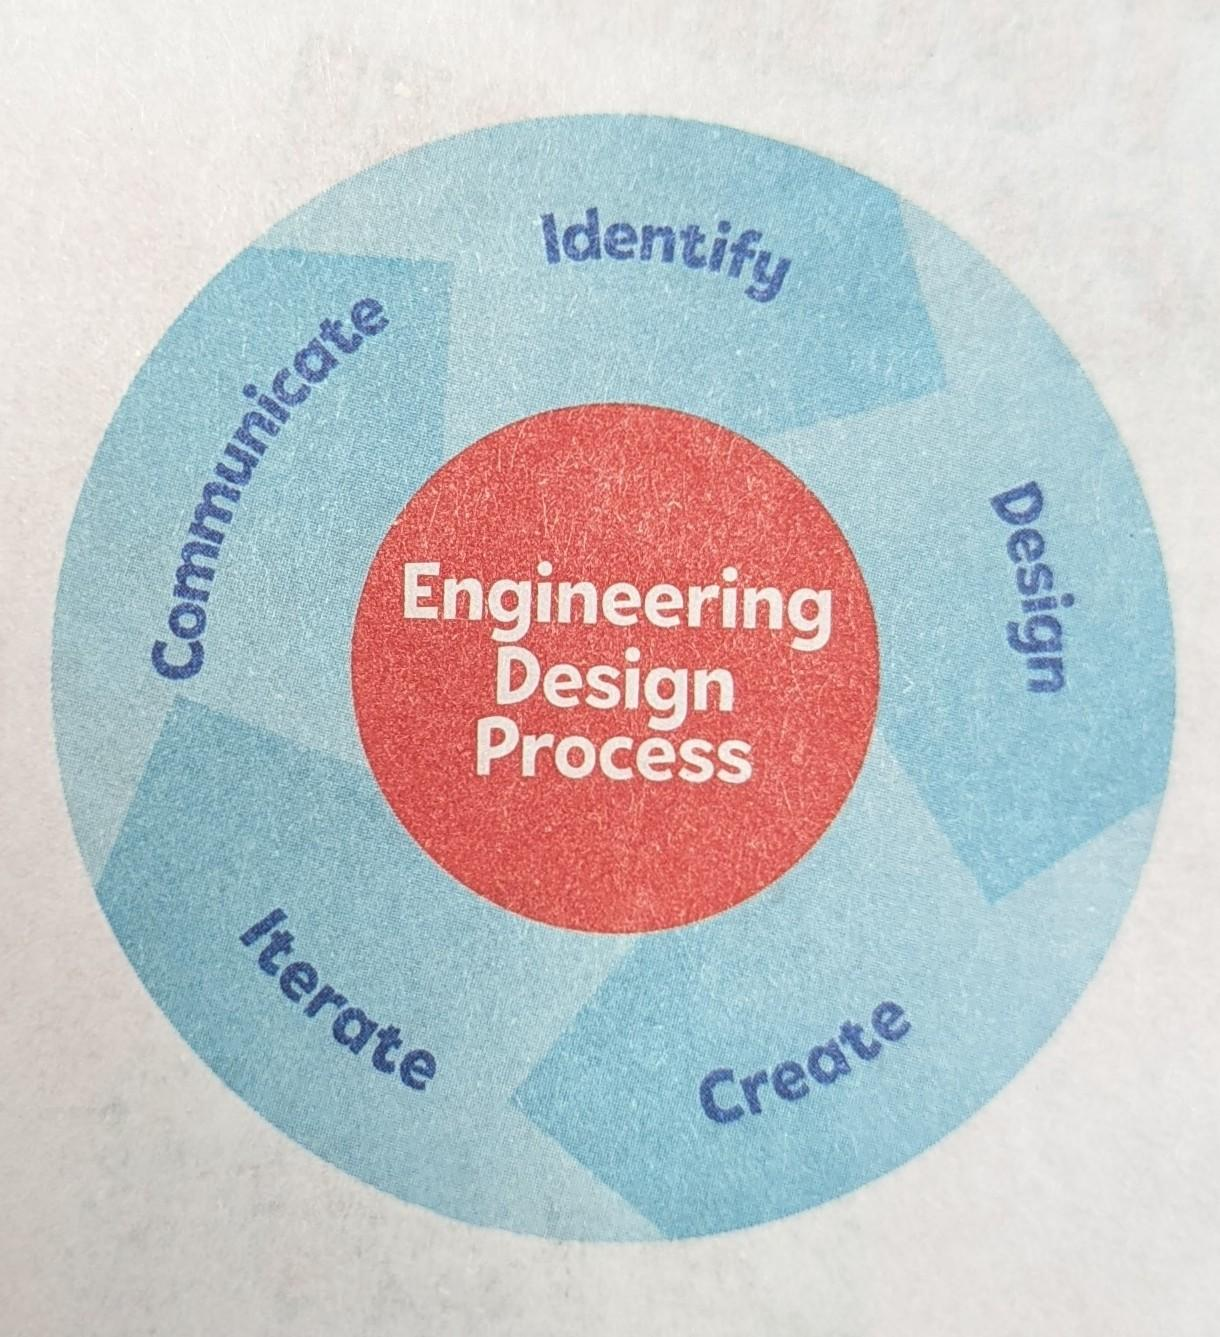 Engineering
Design
Process
Identify
Design
Create
Iterate
Communicate